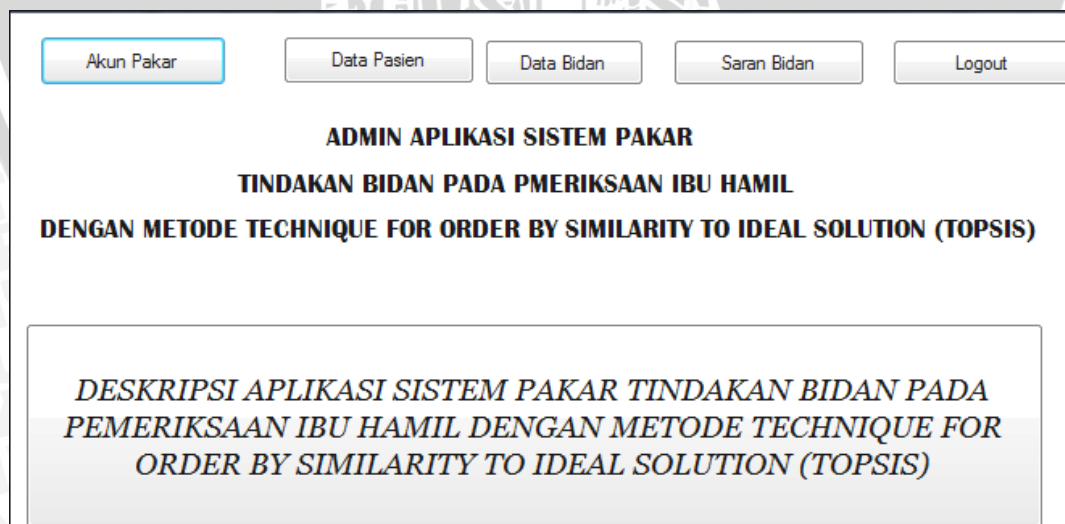 Akun Pakar Data Pasien Data Bidan Saran Bidan Logout
ADMIN APLIKASI SISTEM PAKAR
TINDAKAN BIDAN PADA PMERIKSAAN IBU HAMIL
DENGAN METODE TECHNIQUE FOR ORDER BY SIMILARITY TO IDEAL SOLUTION (TOPSIS)
DESKRIPSI APLIKASI SISTEM PAKAR TINDAKAN BIDAN PADA
PEMERIKSAAN IBU HAMIL DENGAN METODE TECHNIQUE FOR
ORDER BY SIMILARITY TO IDEAL SOLUTION (TOPSIS)